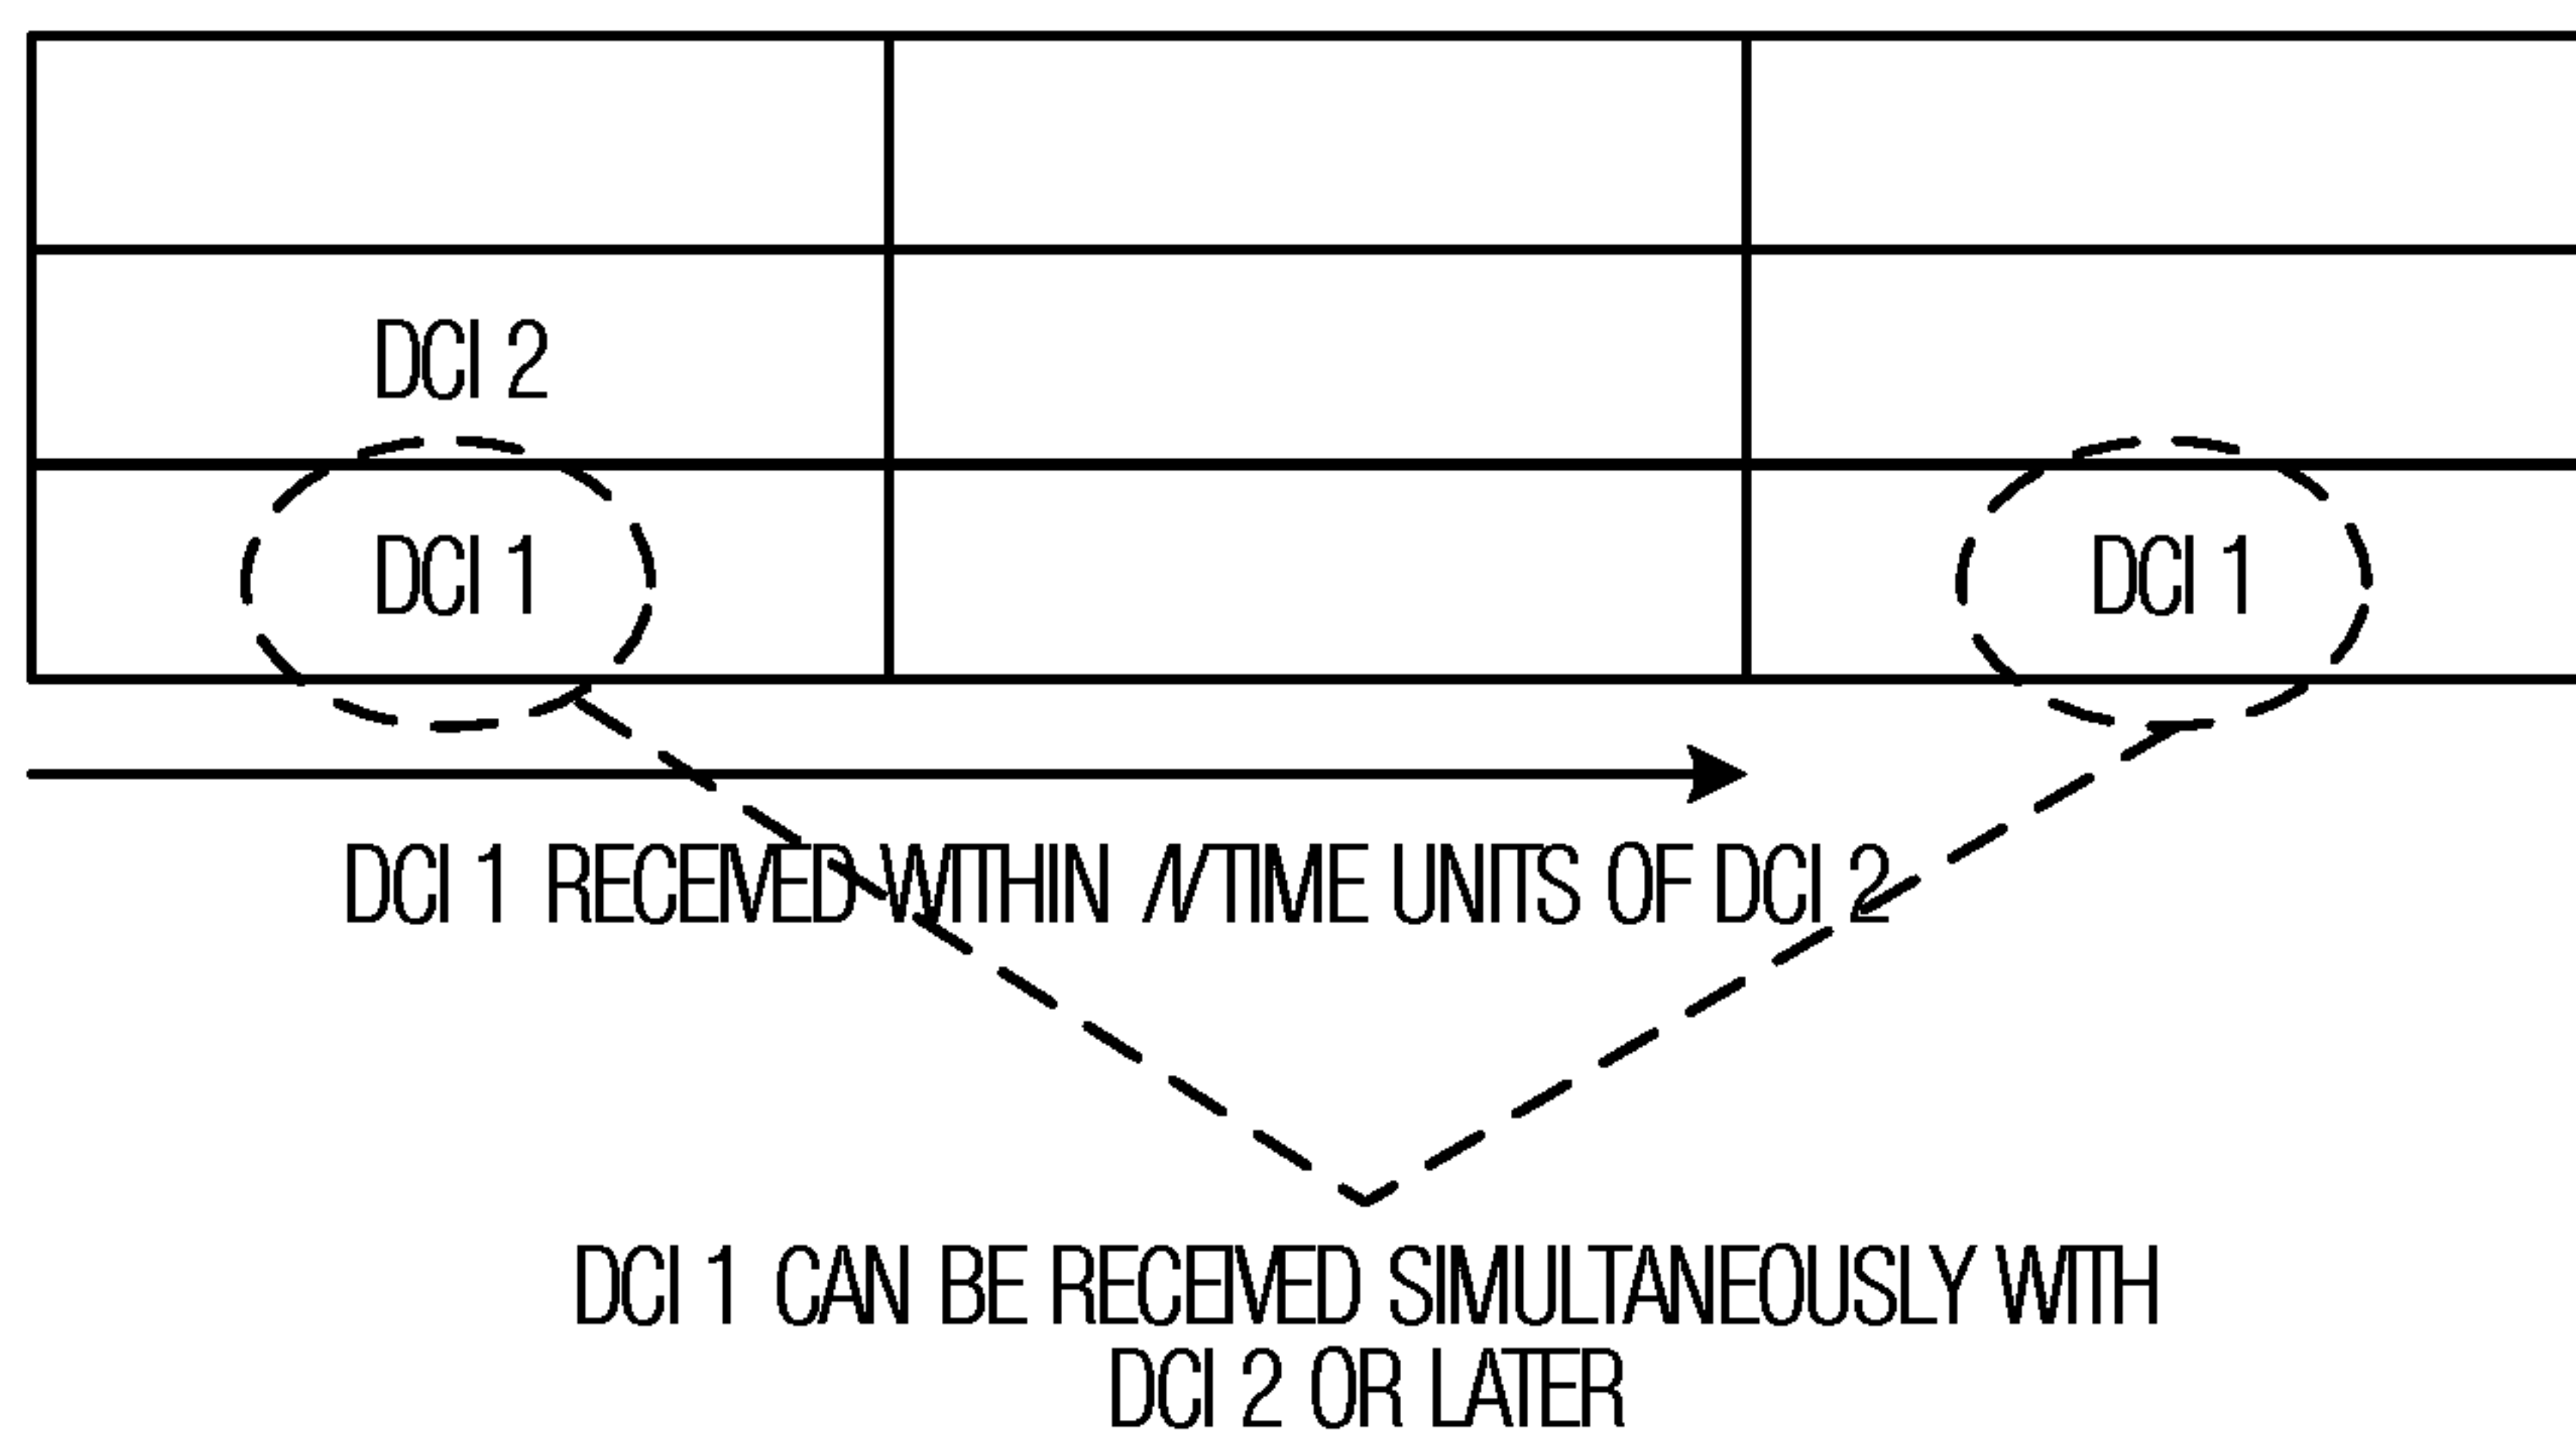 DCI 2
DCI 1
DCI 1
DCI 1 RECEIVED WITHIN N TIME UNITS OF DCI 2
DCI 1 CAN BE RECEIVED SIMULTANEOUSLY WITH
DCI 2 OR LATER